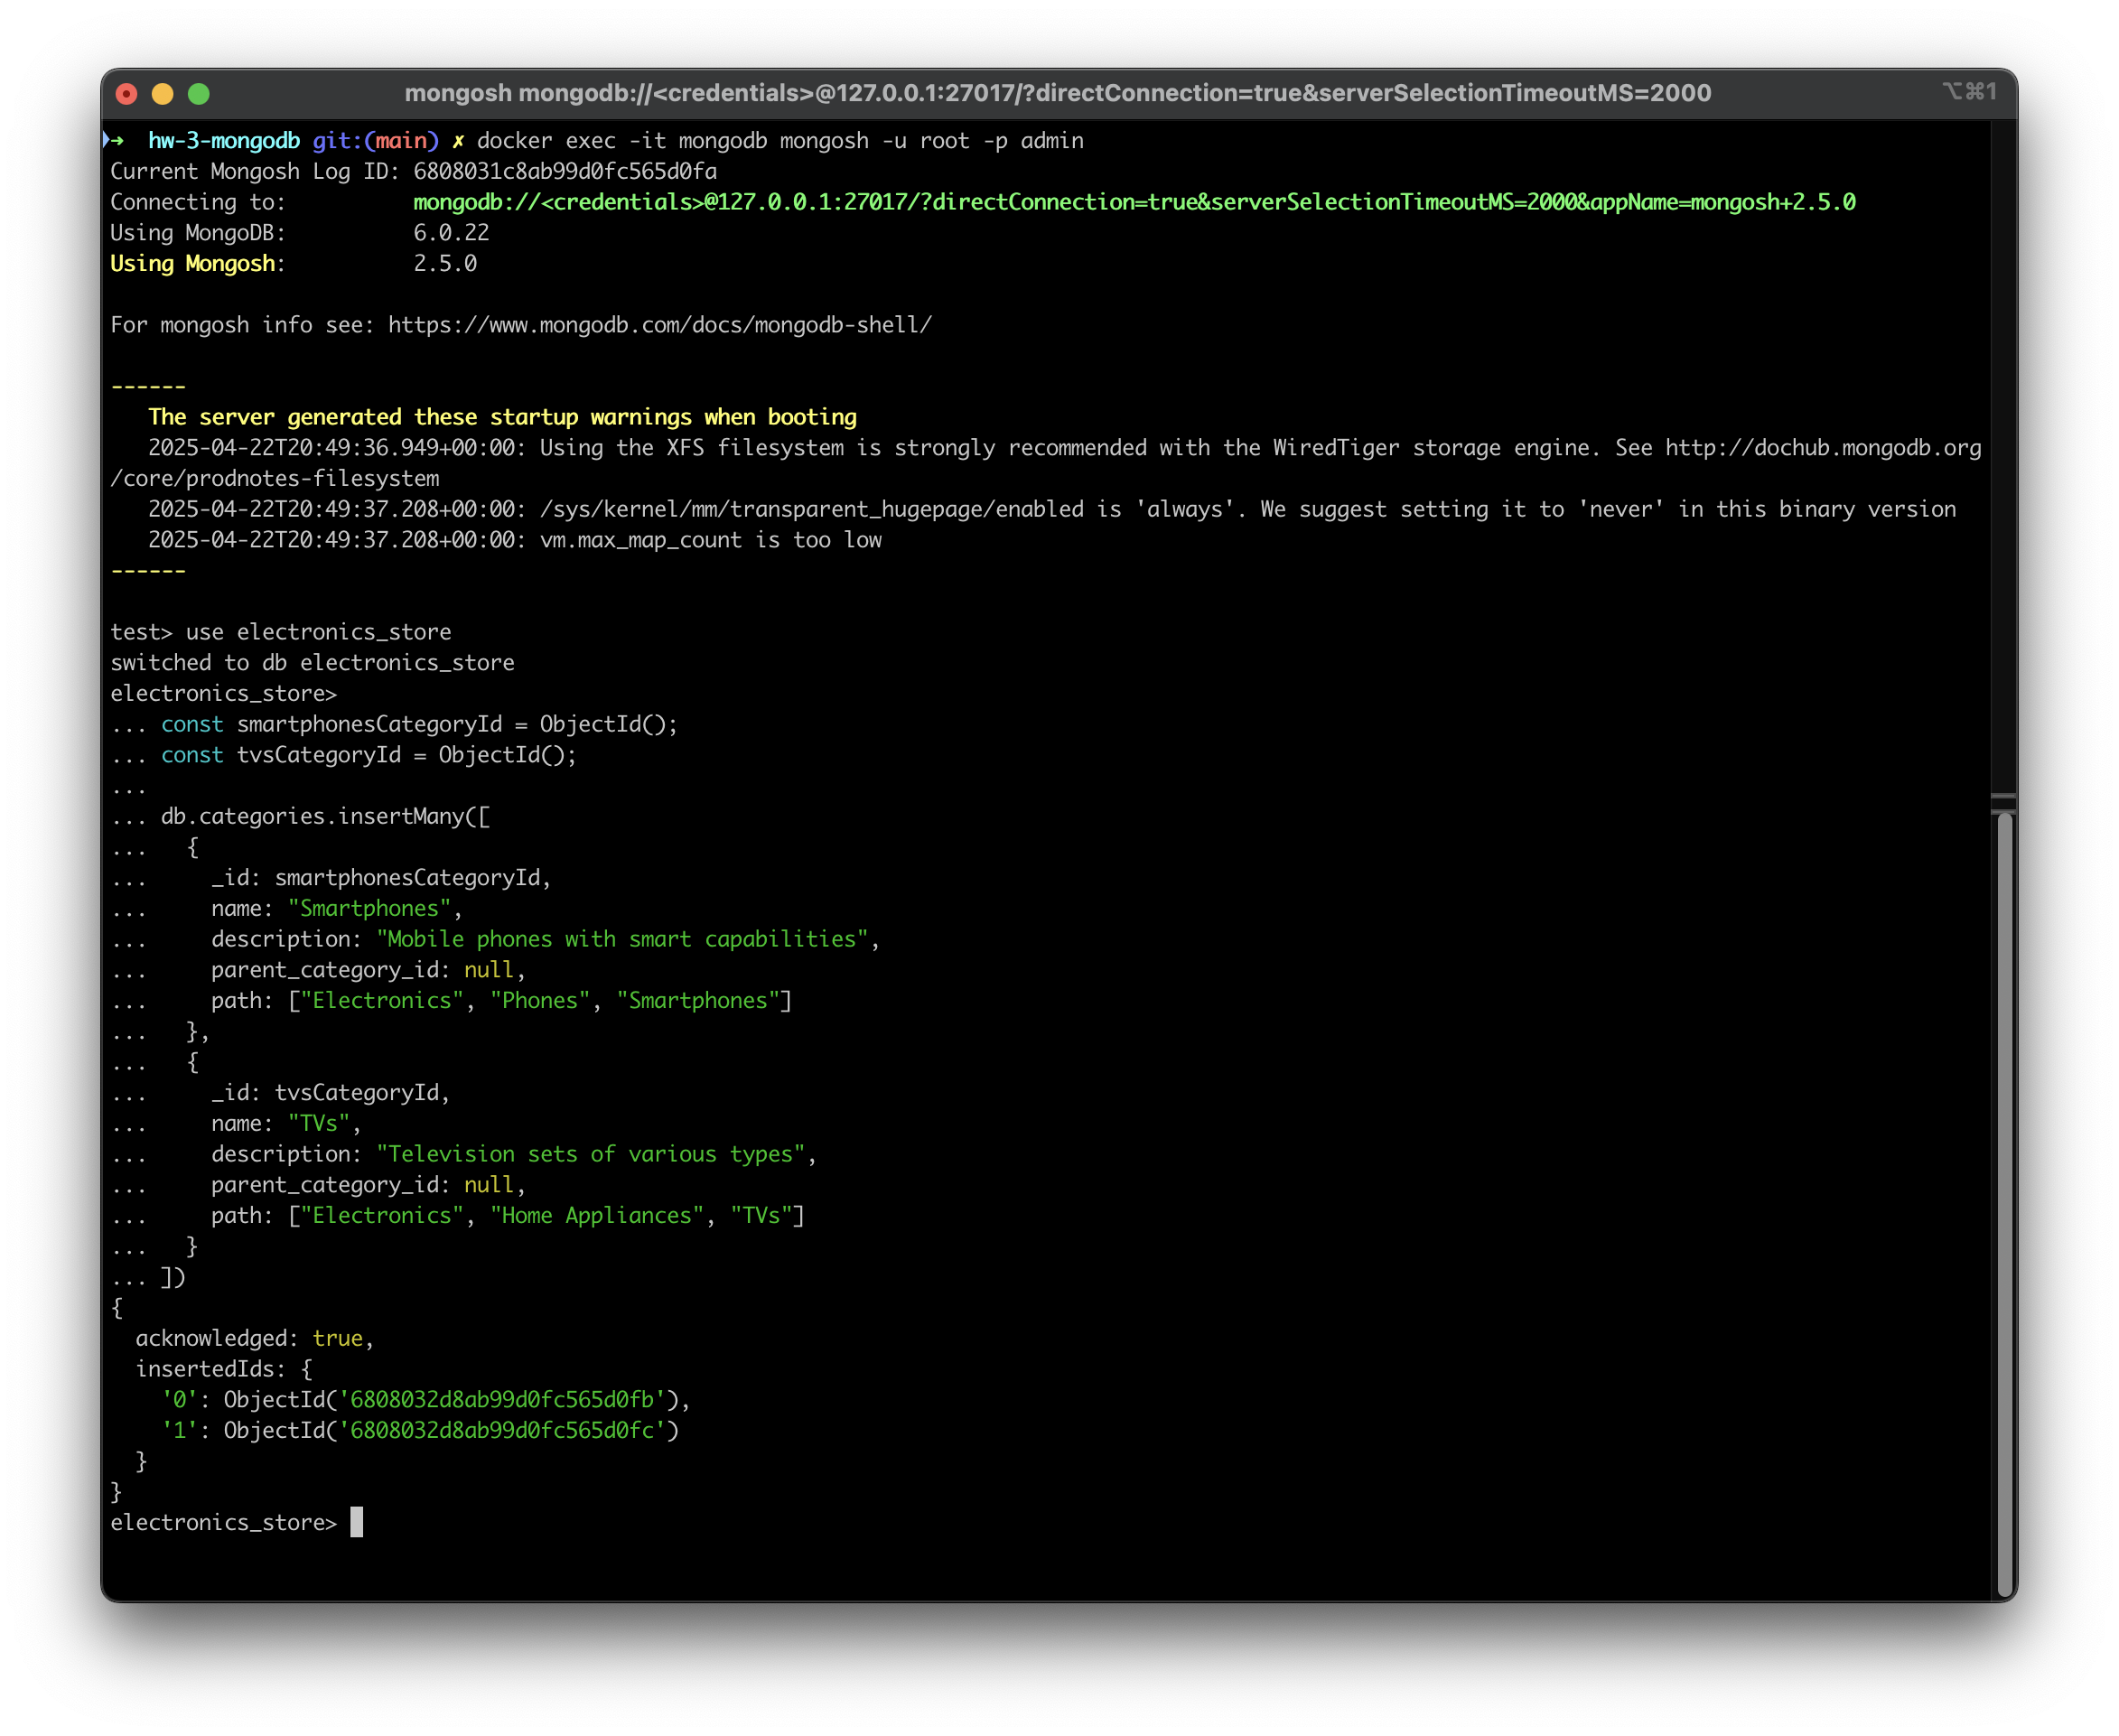 mongosh mongodb://<credentials>@127.0.0.1:27017/?directConnection=true&serverSelectionTimeoutMS=2000 ⌥⌘1
➜  hw-3-mongodb git:(main) ✗ docker exec -it mongodb mongosh -u root -p admin
Current Mongosh Log ID: 6808031c8ab99d0fc565d0fa
Connecting to:          mongodb://<credentials>@127.0.0.1:27017/?directConnection=true&serverSelectionTimeoutMS=2000&appName=mongosh+2.5.0
Using MongoDB:          6.0.22
Using Mongosh:          2.5.0
For mongosh info see: https://www.mongodb.com/docs/mongodb-shell/
------
   The server generated these startup warnings when booting
   2025-04-22T20:49:36.949+00:00: Using the XFS filesystem is strongly recommended with the WiredTiger storage engine. See http://dochub.mongodb.org
/core/prodnotes-filesystem
   2025-04-22T20:49:37.208+00:00: /sys/kernel/mm/transparent_hugepage/enabled is 'always'. We suggest setting it to 'never' in this binary version
   2025-04-22T20:49:37.208+00:00: vm.max_map_count is too low
------
test> use electronics_store
switched to db electronics_store
electronics_store>
... const smartphonesCategoryId = ObjectId();
... const tvsCategoryId = ObjectId();
...
... db.categories.insertMany([
...   {
...     _id: smartphonesCategoryId,
...     name: "Smartphones",
...     description: "Mobile phones with smart capabilities",
...     parent_category_id: null,
...     path: ["Electronics", "Phones", "Smartphones"]
...   },
...   {
...     _id: tvsCategoryId,
...     name: "TVs",
...     description: "Television sets of various types",
...     parent_category_id: null,
...     path: ["Electronics", "Home Appliances", "TVs"]
...   }
... ])
{
  acknowledged: true,
  insertedIds: {
    '0': ObjectId('6808032d8ab99d0fc565d0fb'),
    '1': ObjectId('6808032d8ab99d0fc565d0fc')
  }
}
electronics_store>